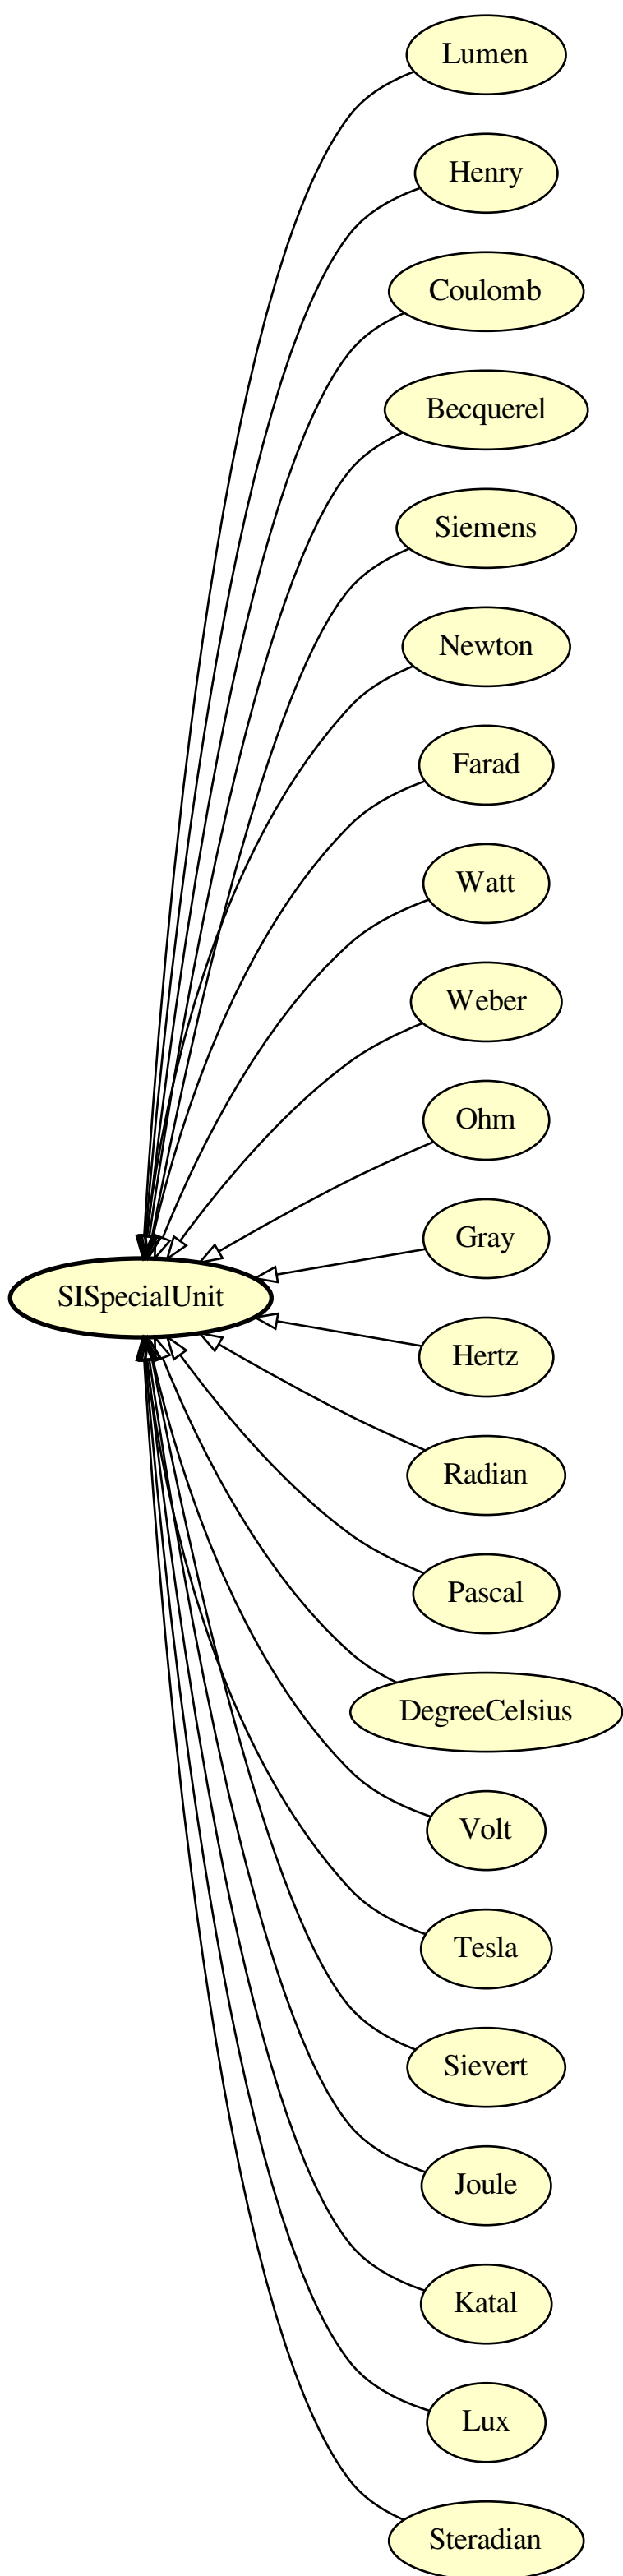 Lumen
Henry
Coulomb
Becquerel
Siemens
Newton
Farad
Watt
Weber
Ohm
Gray
SISpecialUnit
Hertz
Radian
Pascal
DegreeCelsius
Volt
Tesla
Sievert
Joule
Katal
Lux
Steradian